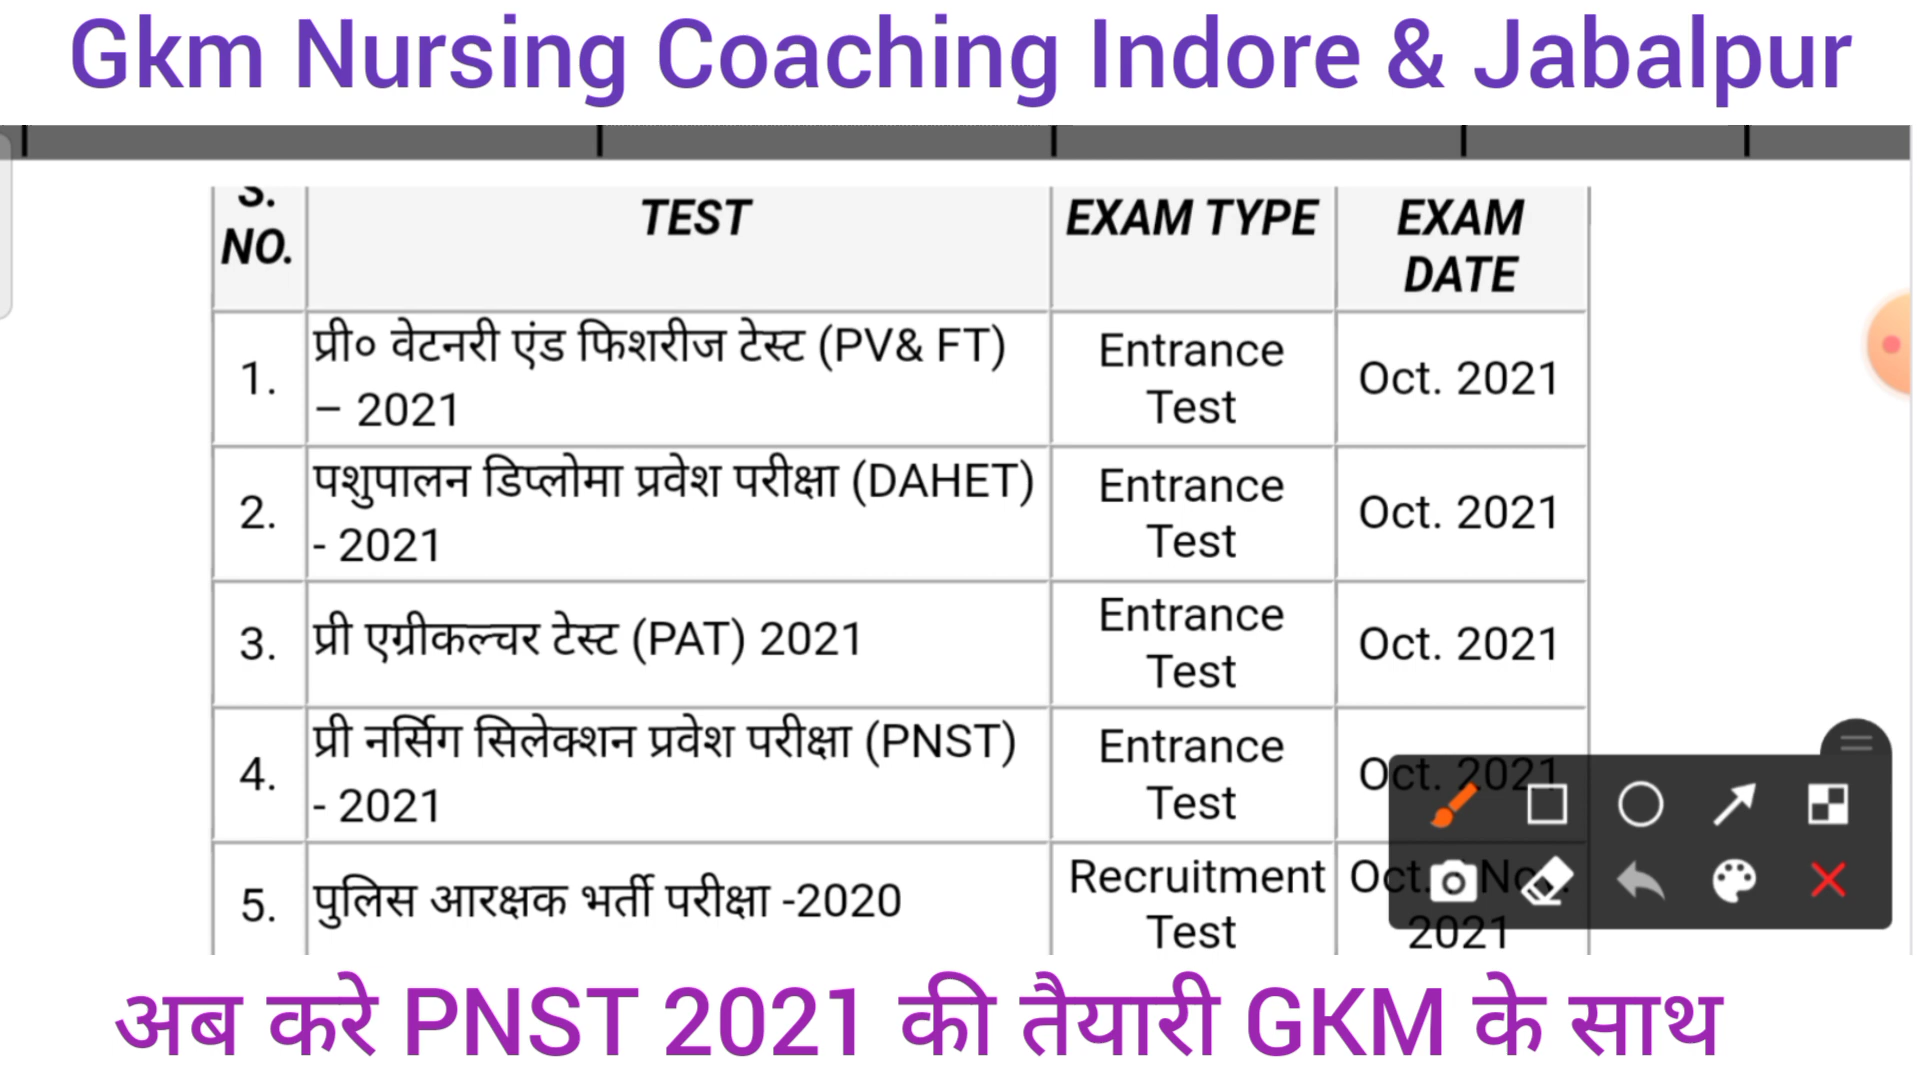 Gkm Nursing Coaching Indore & Jabalpur
S.
NO.
TEST
EXAM TYPE
EXAM
DATE
1.
प्री० वेटनरी एंड फिशरीज टेस्ट (PV& FT)
– 2021
Entrance
Test
Oct. 2021
2.
पशुपालन डिप्लोमा प्रवेश परीक्षा (DAHET)
- 2021
Entrance
Test
Oct. 2021
3.
प्री एग्रीकल्चर टेस्ट (PAT) 2021
Entrance
Test
Oct. 2021
4.
प्री नर्सिग सिलेक्शन प्रवेश परीक्षा (PNST)
- 2021
Entrance
Test
Oct. 2021
5.
पुलिस आरक्षक भर्ती परीक्षा -2020
Recruitment
Test
Oct.
2021
अब करे PNST 2021 की तैयारी GKM के साथ